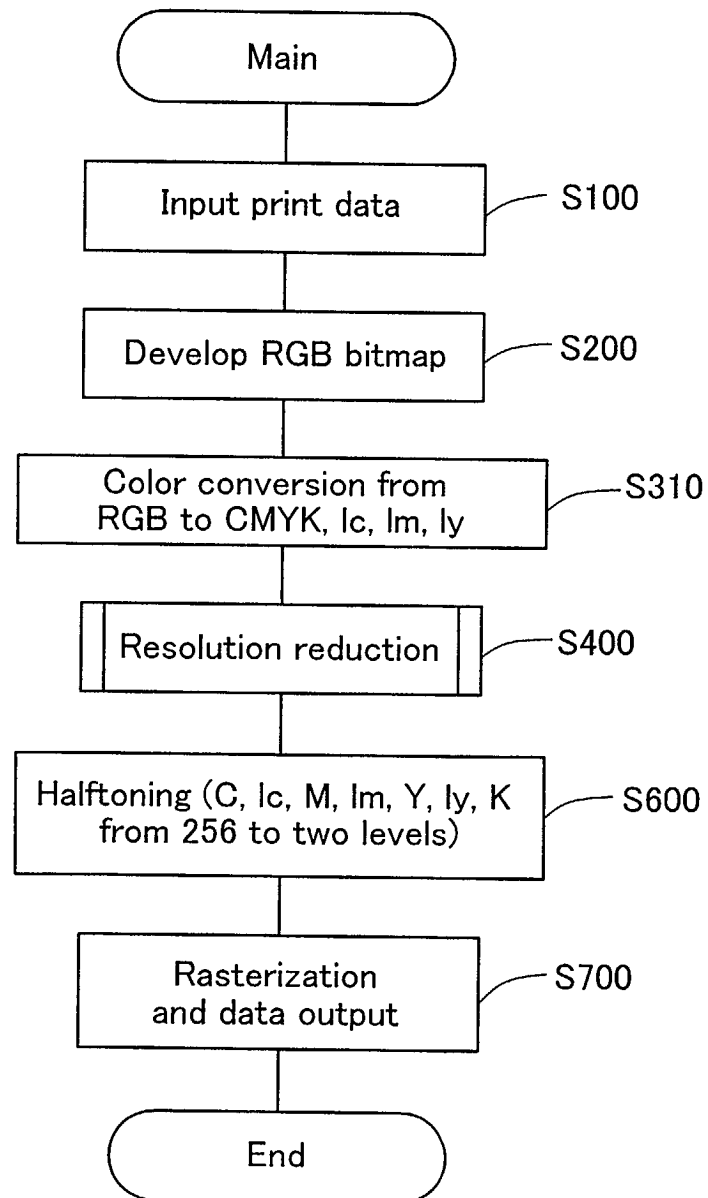 Main
Input print data
S100
Develop RGB bitmap
S200
Color conversion from
RGB to CMYK, lc, lm, ly
S310
Resolution reduction
S400
Halftoning (C, lc, M, lm, Y, ly, K
from 256 to two levels)
S600
Rasterization
and data output
S700
End